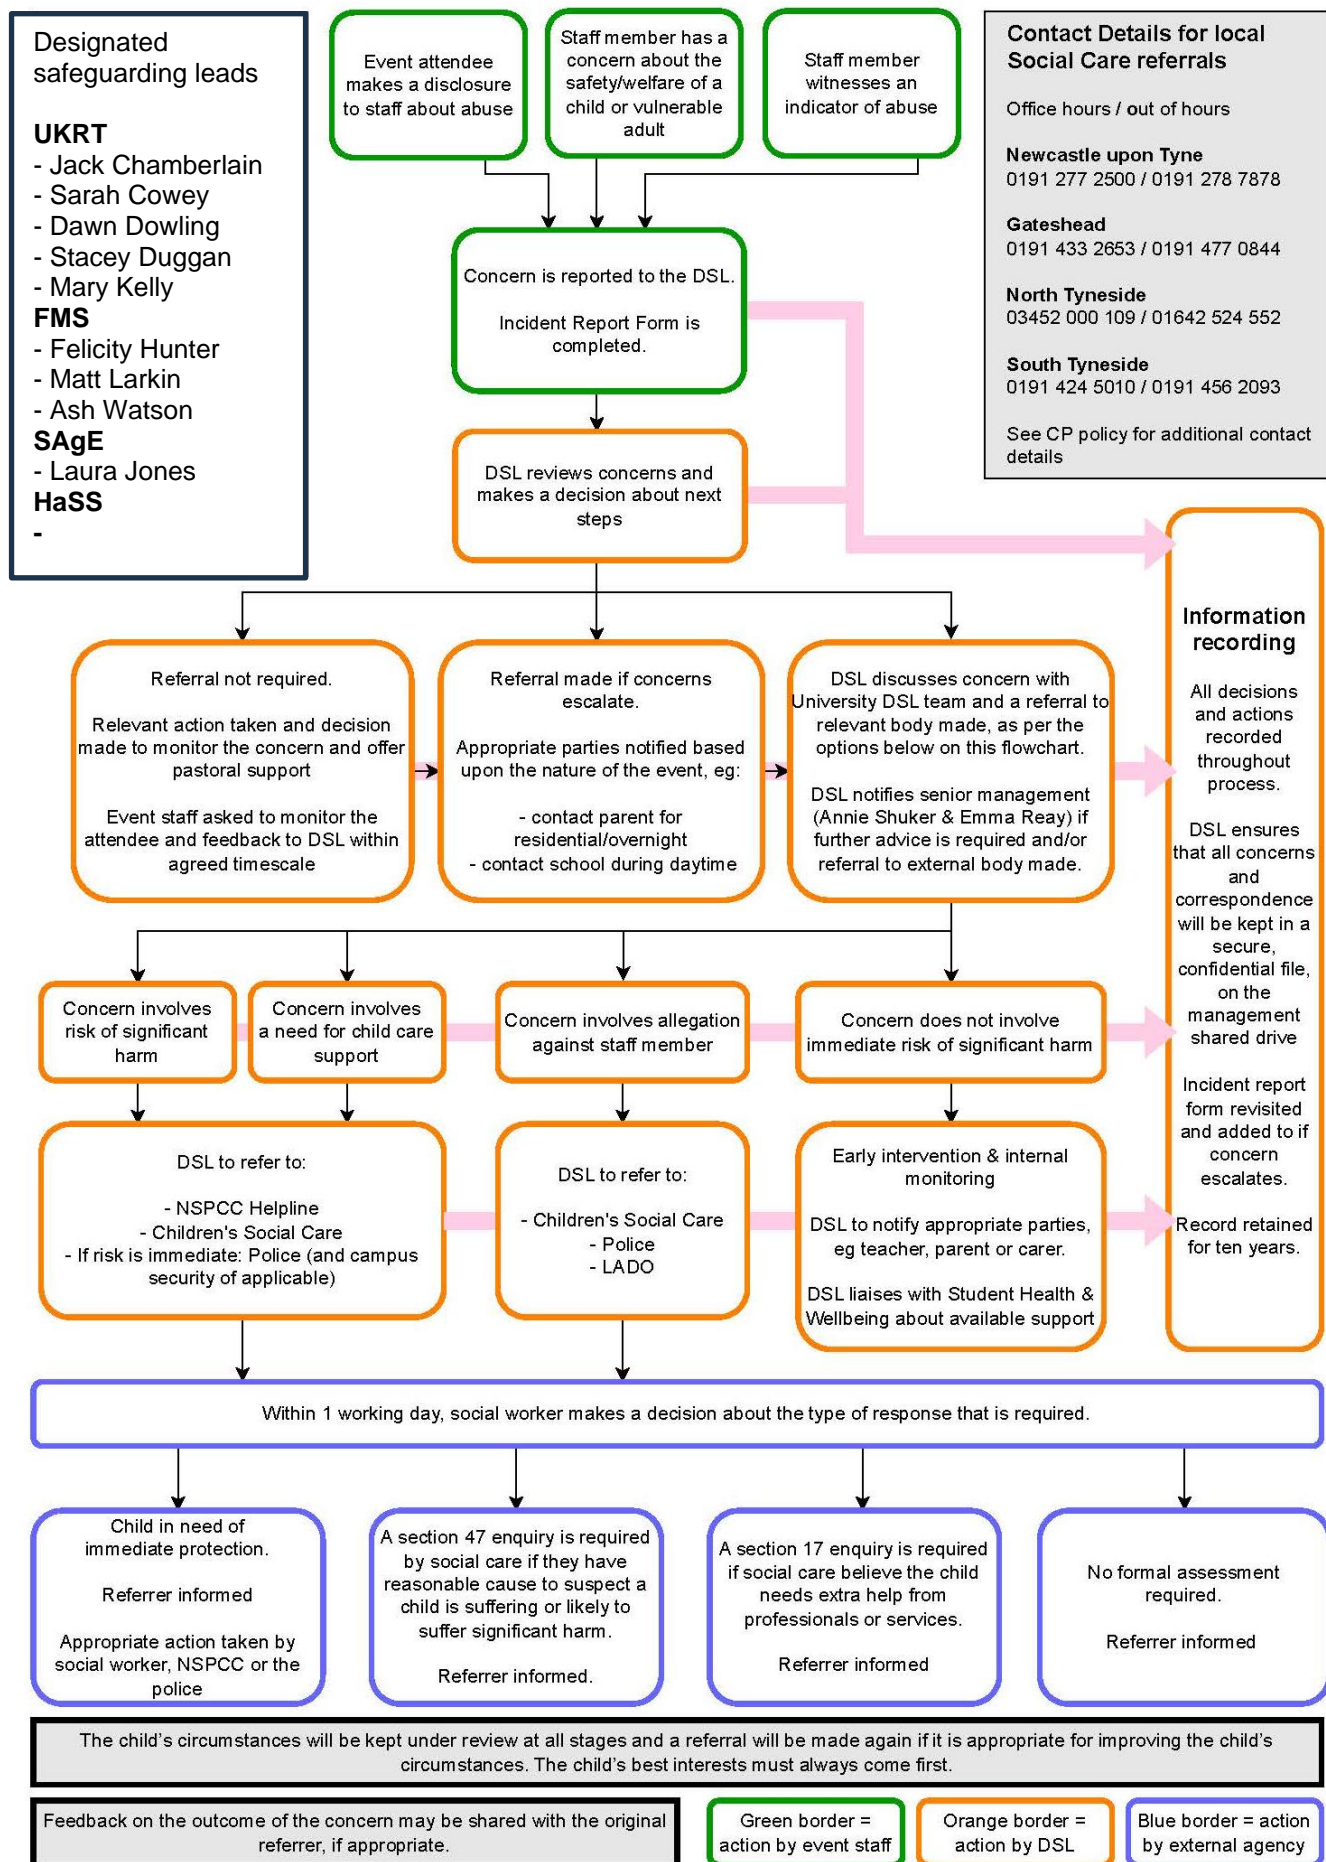 Designated
safeguarding leads
UKRT
- Jack Chamberlain
- Sarah Cowey
- Dawn Dowling
- Stacey Duggan
- Mary Kelly
FMS
- Felicity Hunter
- Matt Larkin
- Ash Watson
SAgE
- Laura Jones
HaSS
-
Event attendee
makes a disclosure
to staff about abuse
Staff member has a
concern about the
safety/welfare of a
child or vulnerable
adult
Staff member
witnesses an
indicator of abuse
Contact Details for local
Social Care referrals
Office hours / out of hours
Newcastle upon Tyne
0191 277 2500 / 0191 278 7878
Gateshead
0191 433 2653 / 0191 477 0844
North Tyneside
03452 000 109 / 01642 524 552
South Tyneside
0191 424 5010 / 0191 456 2093
See CP policy for additional contact
details
Concern is reported to the DSL.
Incident Report Form is
completed.
DSL reviews concerns and
makes a decision about next
steps
Referral not required.
Relevant action taken and decision
made to monitor the concern and offer
pastoral support
Event staff asked to monitor the
attendee and feedback to DSL within
agreed timescale
Referral made if concerns
escalate.
Appropriate parties notified based
upon the nature of the event, eg:
- contact parent for
residential/overnight
- contact school during daytime
DSL discusses concern with
University DSL team and a referral to
relevant body made, as per the
options below on this flowchart.
DSL notifies senior management
(Annie Shuker & Emma Reay) if
further advice is required and/or
referral to external body made.
Information
recording
All decisions
and actions
recorded
throughout
process.
DSL ensures
that all concerns
and
correspondence
will be kept in a
secure,
confidential file,
on the
management
shared drive
Incident report
form revisited
and added to if
concern
escalates.
Record retained
for ten years.
Concern involves
risk of significant
harm
Concern involves
a need for child care
support
Concern involves allegation
against staff member
Concern does not involve
immediate risk of significant harm
DSL to refer to:
- NSPCC Helpline
- Children's Social Care
- If risk is immediate: Police (and campus
security of applicable)
DSL to refer to:
- Children's Social Care
- Police
- LADO
Early intervention & internal
monitoring
DSL to notify appropriate parties,
eg teacher, parent or carer.
DSL liaises with Student Health &
Wellbeing about available support
Within 1 working day, social worker makes a decision about the type of response that is required.
Child in need of
immediate protection.
Referrer informed
Appropriate action taken by
social worker, NSPCC or the
police
A section 47 enquiry is required
by social care if they have
reasonable cause to suspect a
child is suffering or likely to
suffer significant harm.
Referrer informed.
A section 17 enquiry is required
if social care believe the child
needs extra help from
professionals or services.
Referrer informed
No formal assessment
required.
Referrer informed
The child's circumstances will be kept under review at all stages and a referral will be made again if it is appropriate for improving the child's
circumstances. The child's best interests must always come first.
Feedback on the outcome of the concern may be shared with the original
referrer, if appropriate.
Green border =
action by event staff
Orange border =
action by DSL
Blue border = action
by external agency